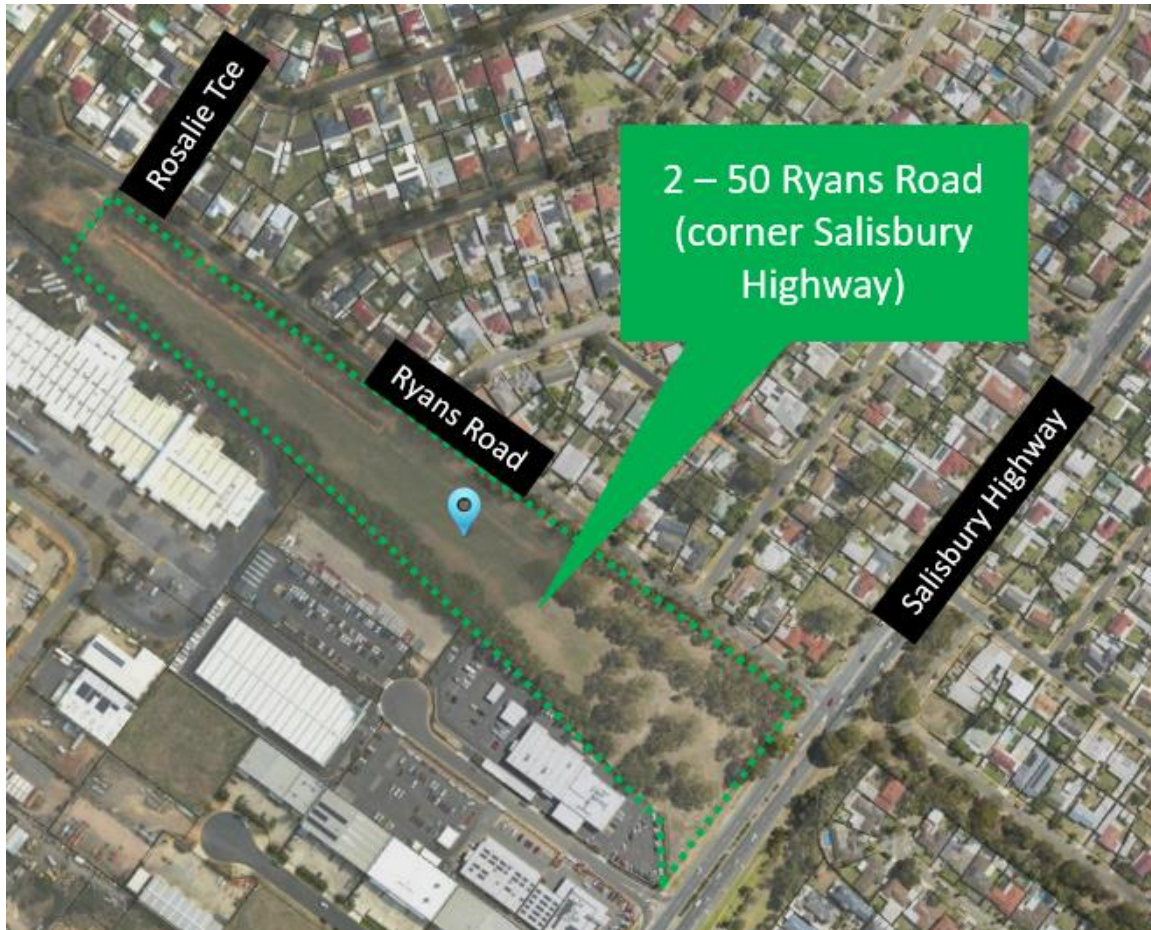 Rosalie Tce
2 – 50 Ryans Road
(corner Salisbury
Highway)
Ryans Road
Salisbury Highway